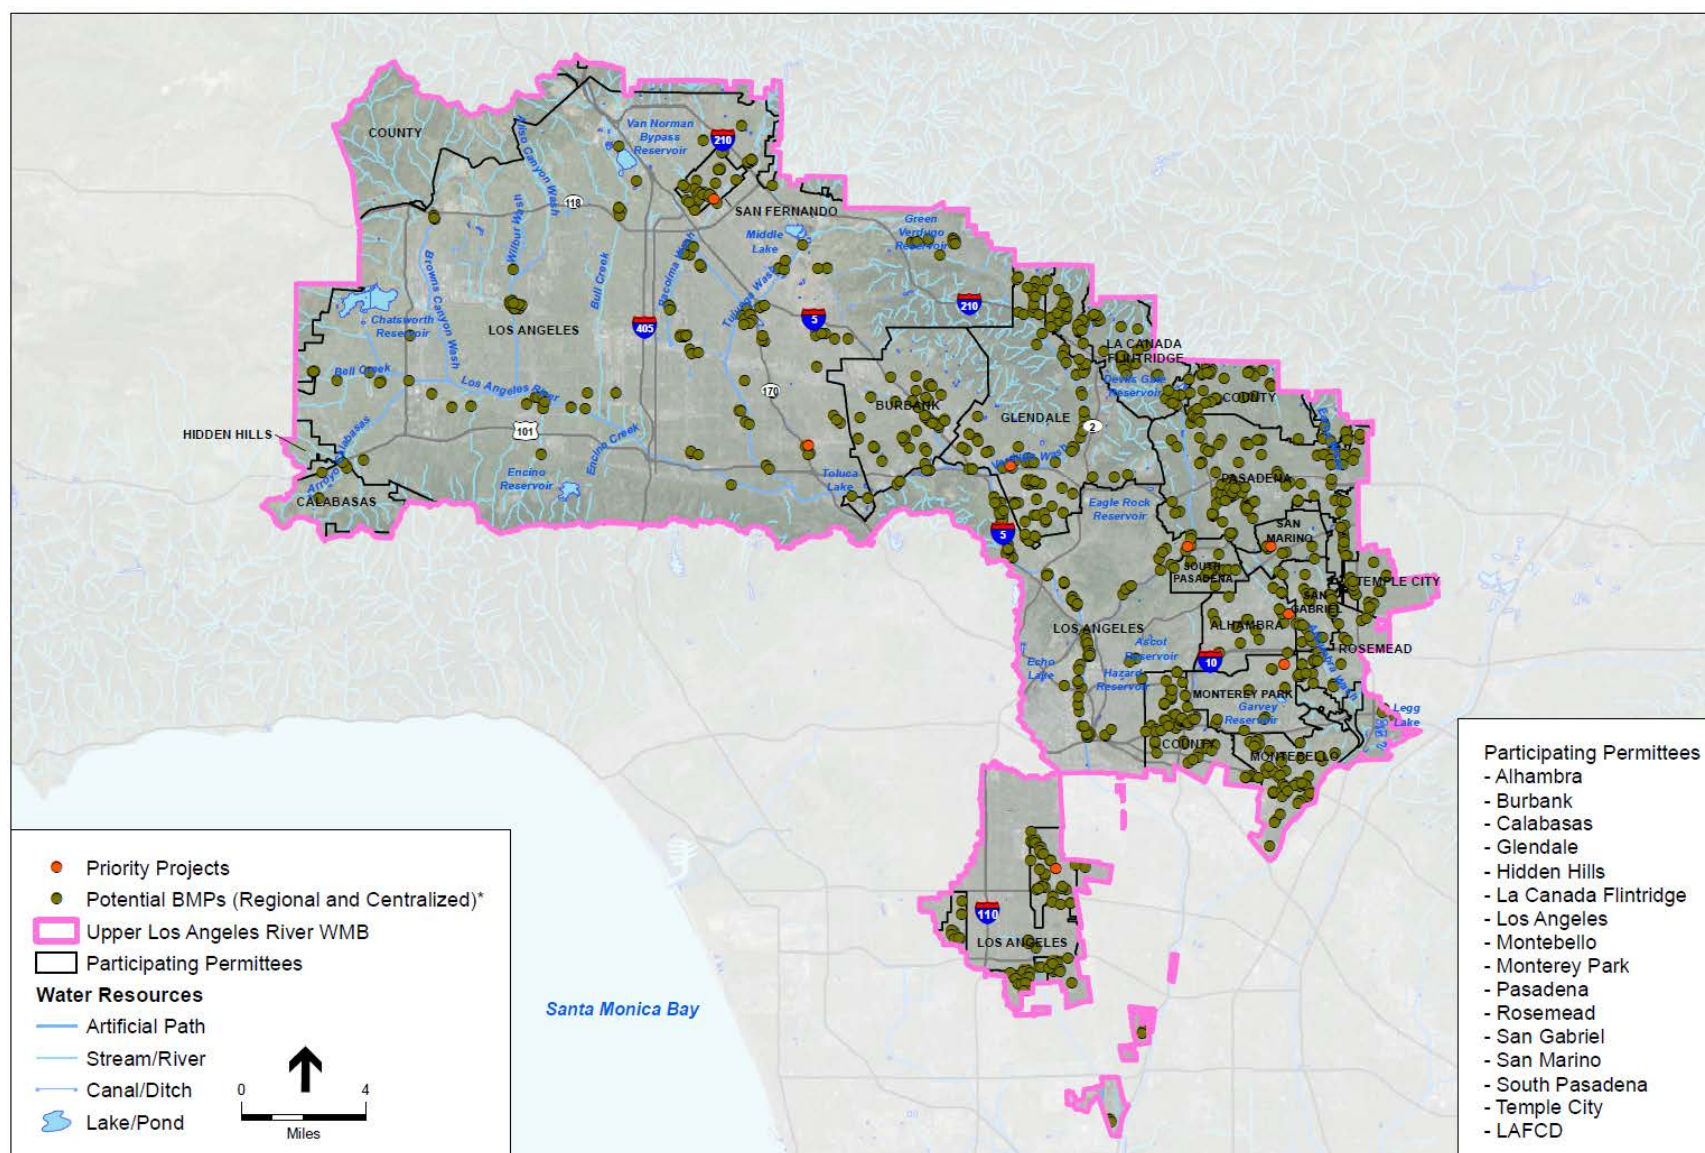 COUNTY
Aliso Canyon Wash
Van Norman
Bypass
Reservoir
210
118
Wilbur Wash
SAN FERNANDO
Middle
Lake
Green
Verdugo
Reservoir
Browns Canyon Wash
Bull Creek
Pacoima Wash
Tujunga Wash
210
Chatsworth
Reservoir
LOS ANGELES
405
5
LA CANADA
FLINTRIDGE
Bell Creek
Los Angeles River
170
Devils Gate
Reservoir
BURBANK
COUNTY
GLENDALE
2
HIDDEN HILLS
101
Arroyo Calabasas
Encino Creek
Verdugo Wash
Encino
Reservoir
Toluca
Lake
PASADENA
CALABASAS
Eagle Rock
Reservoir
5
SAN
MARINO
SOUTH
PASADENA
TEMPLE CITY
SAN
GABRIEL
LOS ANGELES
ALHAMBRA
Ascot
Reservoir
ROSEMEAD
Alhambra Wash
Echo
Lake
10
Hazard
Reservoir
MONTEREY PARK
Garvey
Reservoir
Legg
Lake
COUNTY
MONTEBELLO
110
LOS ANGELES
Santa Monica Bay
Priority Projects
Potential BMPs (Regional and Centralized)*
Upper Los Angeles River WMB
Participating Permittees
Water Resources
Artificial Path
Stream/River
Canal/Ditch
Lake/Pond
0 4
Miles
Participating Permittees
- Alhambra
- Burbank
- Calabasas
- Glendale
- Hidden Hills
- La Canada Flintridge
- Los Angeles
- Montebello
- Monterey Park
- Pasadena
- Rosemead
- San Gabriel
- San Marino
- South Pasadena
- Temple City
- LAFCD